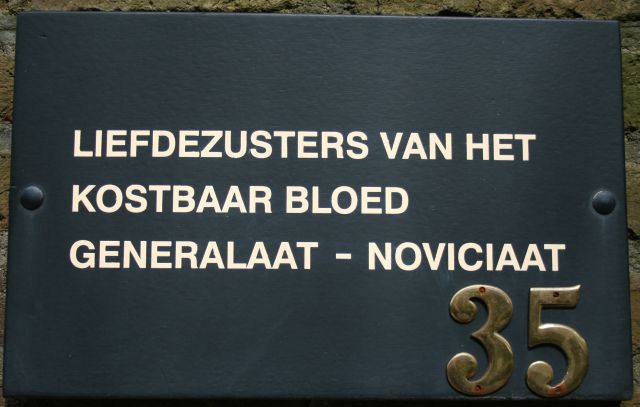 LIEFDEZUSTERS VAN HET
KOSTBAAR BLOED
GENERALAAT - NOVICIAAT
35